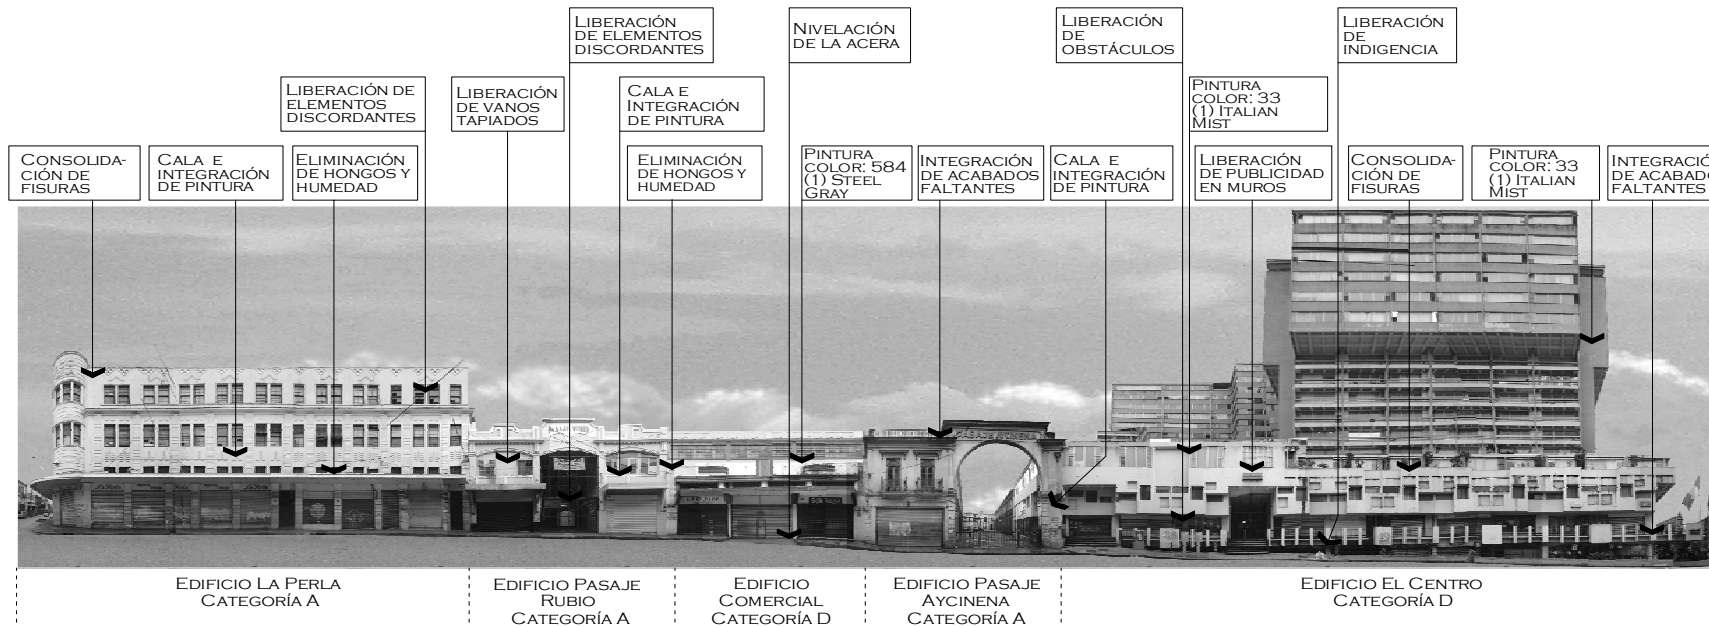 LIBERACIÓN
DE ELEMENTOS
DISCORDANTES
NIVELACIÓN
DE LA ACERA
LIBERACIÓN
DE
OBSTÁCULOS
LIBERACIÓN
DE
INDIGENCIA
LIBERACIÓN DE
ELEMENTOS
DISCORDANTES
LIBERACIÓN
DE VANOS
TAPIADOS
CALA E
INTEGRACIÓN
DE PINTURA
PINTURA
COLOR: 33
(1) ITALIAN
MIST
CONSOLIDA-
CIÓN DE
FISURAS
CALA E
INTEGRACIÓN
DE PINTURA
ELIMINACIÓN
DE HONGOS Y
HUMEDAD
ELIMINACIÓN
DE HONGOS Y
HUMEDAD
PINTURA
COLOR: 584
(1) STEEL
GRAY
INTEGRACIÓN
DE ACABADOS
FALTANTES
CALA E
INTEGRACIÓN
DE PINTURA
LIBERACIÓN
DE PUBLICIDAD
EN MUROS
CONSOLIDA-
CIÓN DE
FISURAS
PINTURA
COLOR: 33
(1) ITALIAN
MIST
INTEGRACIÓ
DE ACABADO
FALTANTES
PASAJE AYCINENA
EDIFICIO LA PERLA
CATEGORÍA A
EDIFICIO PASAJE
RUBIO
CATEGORÍA A
EDIFICIO
COMERCIAL
CATEGORÍA D
EDIFICIO PASAJE
AYCINENA
CATEGORÍA A
EDIFICIO EL CENTRO
CATEGORÍA D